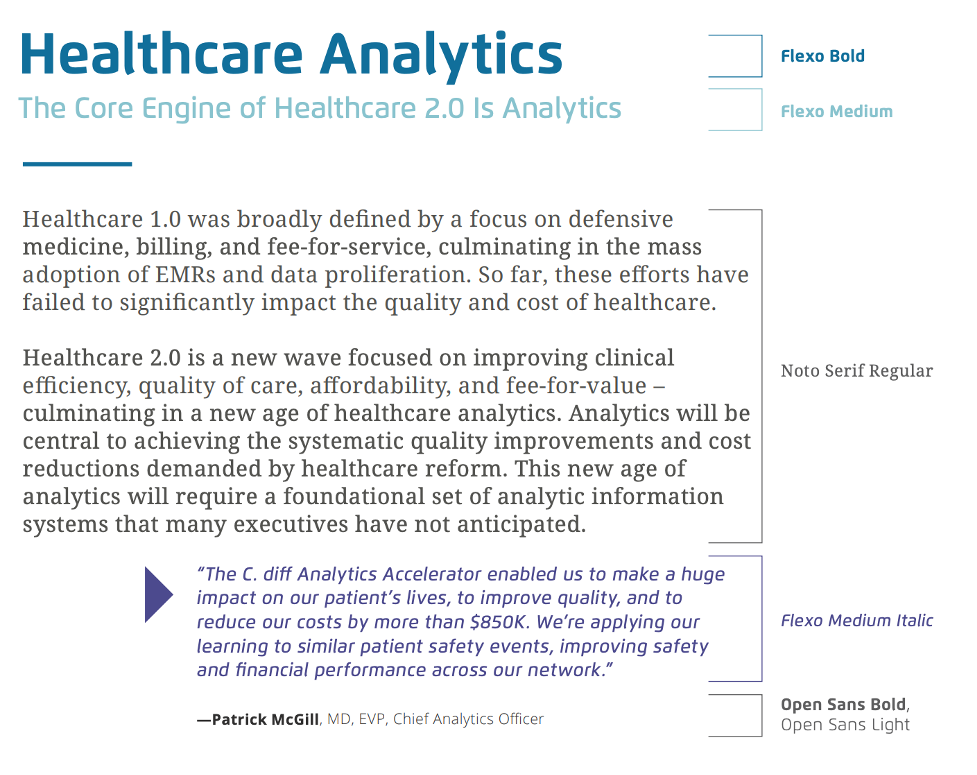 Healthcare Analytics
Flexo Bold
The Core Engine of Healthcare 2.0 Is Analytics
Flexo Medium
Healthcare 1.0 was broadly defined by a focus on defensive
medicine, billing, and fee-for-service, culminating in the mass
adoption of EMRs and data proliferation. So far, these efforts have
failed to significantly impact the quality and cost of healthcare.
Healthcare 2.0 is a new wave focused on improving clinical
efficiency, quality of care, affordability, and fee-for-value –
culminating in a new age of healthcare analytics. Analytics will be
central to achieving the systematic quality improvements and cost
reductions demanded by healthcare reform. This new age of
analytics will require a foundational set of analytic information
systems that many executives have not anticipated.
Noto Serif Regular
“The C. diff Analytics Accelerator enabled us to make a huge
impact on our patient’s lives, to improve quality, and to
reduce our costs by more than $850K. We’re applying our
learning to similar patient safety events, improving safety
and financial performance across our network.”
Flexo Medium Italic
—Patrick McGill, MD, EVP, Chief Analytics Officer
Open Sans Bold,
Open Sans Light